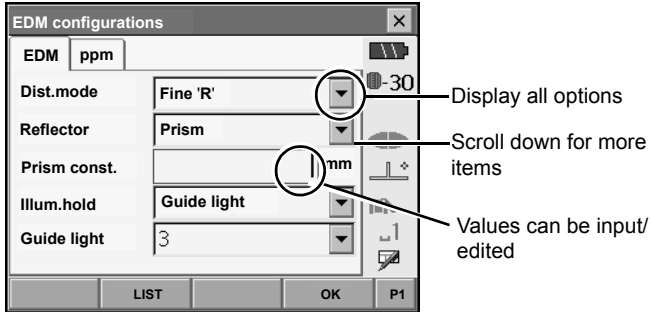 EDM configurations
EDM ppm
-30
Dist.mode Fine 'R'
Display all options
Reflector Prism
Scroll down for more
items
Prism const. mm
Illum.hold Guide light
Values can be input/
edited
Guide light 3
1
LIST OK P1